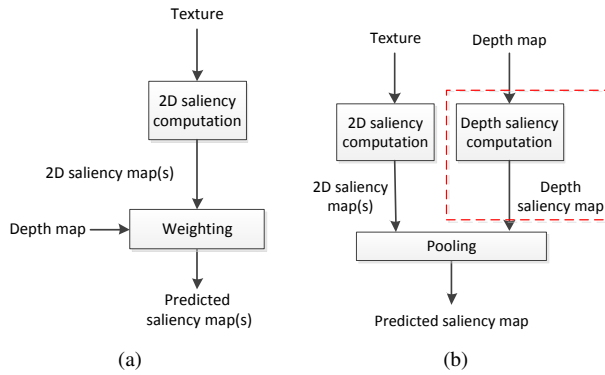 Texture
2D saliency
computation
2D saliency map(s)
Depth map
Weighting
Predicted
saliency map(s)
(a)
Texture
Depth map
2D saliency
computation
Depth saliency
computation
2D saliency
map(s)
Depth
saliency map
Pooling
Predicted saliency map
(b)